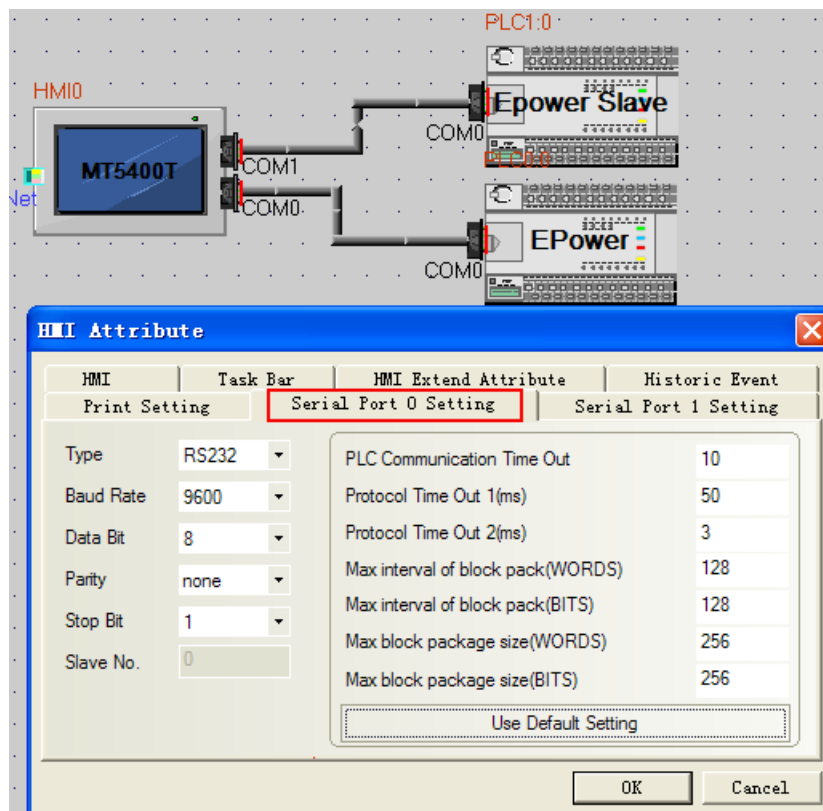 PLC1:0
HMI0
Epower Slave
COM0
MT5400T
COM1
PLC0:0
Net
COM0
EPower
COM0
HMI Attribute
HMI
Task Bar
HMI Extend Attribute
Historic Event
Print Setting
Serial Port 0 Setting
Serial Port 1 Setting
Type RS232
PLC Communication Time Out 10
Baud Rate 9600
Protocol Time Out 1(ms) 50
Data Bit 8
Protocol Time Out 2(ms) 3
Parity none
Max interval of block pack(WORDS) 128
Max interval of block pack(BITS) 128
Stop Bit 1
Max block package size(WORDS) 256
Slave No. 0
Max block package size(BITS) 256
Use Default Setting
OK
Cancel